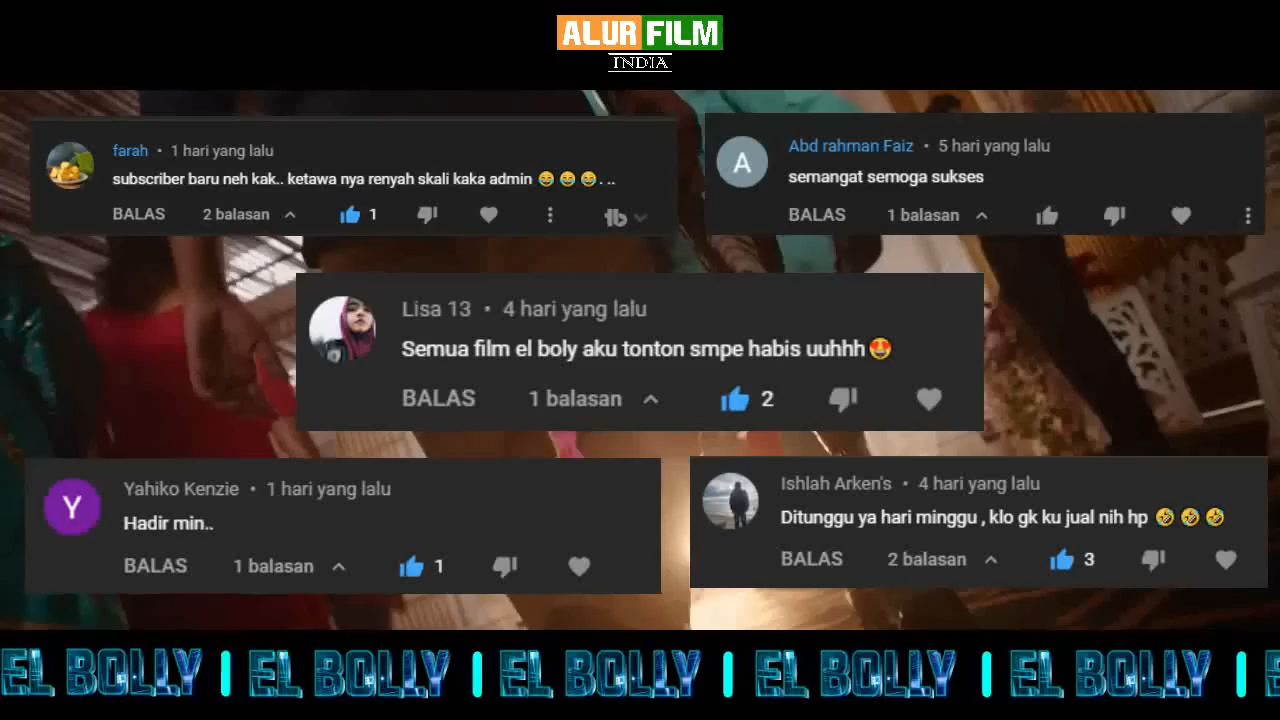 ALUR FILM
INDIA
farah • 1 hari yang lalu
subscriber baru neh kak.. ketawa nya renyah skali kaka admin 😂 😂 😂. ..
BALAS 2 balasan 1
Abd rahman Faiz • 5 hari yang lalu
A
semangat semoga sukses
BALAS 1 balasan
Lisa 13 • 4 hari yang lalu
Semua film el boly aku tonton smpe habis uuhhh😍
BALAS 1 balasan 2
Yahiko Kenzie • 1 hari yang lalu
Y
Hadir min..
BALAS 1 balasan 1
Ishlah Arken's • 4 hari yang lalu
Ditunggu ya hari minggu , klo gk ku jual nih hp 🤣 🤣 🤣
BALAS 2 balasan 3
EL BOLLY | EL BOLLY | EL BOLLY | EL BOLLY | EL BOLLY | E